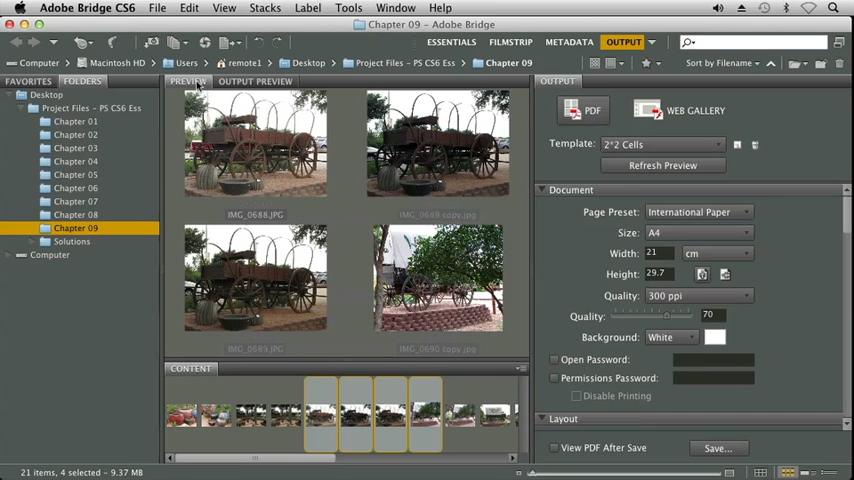 Adobe Bridge CS6 File Edit View Stacks Label Tools Window Help
Chapter 09 - Adobe Bridge
ESSENTIALS FILMSTRIP METADATA OUTPUT
Computer Macintosh HD Users remote1 Desktop Project Files - PS CS6 Ess Chapter 09 Sort by Filename
FAVORITES FOLDERS PREVIEW OUTPUT PREVIEW OUTPUT
Desktop
Project Files - PS CS6 Ess
Chapter 01
Chapter 02
Chapter 03
Chapter 04
Chapter 05
Chapter 06
Chapter 07
Chapter 08
Chapter 09
Solutions
Computer
IMG_0688.JPG IMG_0689 copy.jpg
IMG_0689.JPG IMG_0690 copy.jpg
CONTENT
PDF WEB GALLERY
Template: 2*2 Cells
Refresh Preview
Document
Page Preset: International Paper
Size: A4
Width: 21 cm
Height: 29.7
Quality: 300 ppi
Quality: 70
Background: White
Open Password:
Permissions Password:
Disable Printing
Layout
View PDF After Save Save...
21 items, 4 selected - 9.37 MB